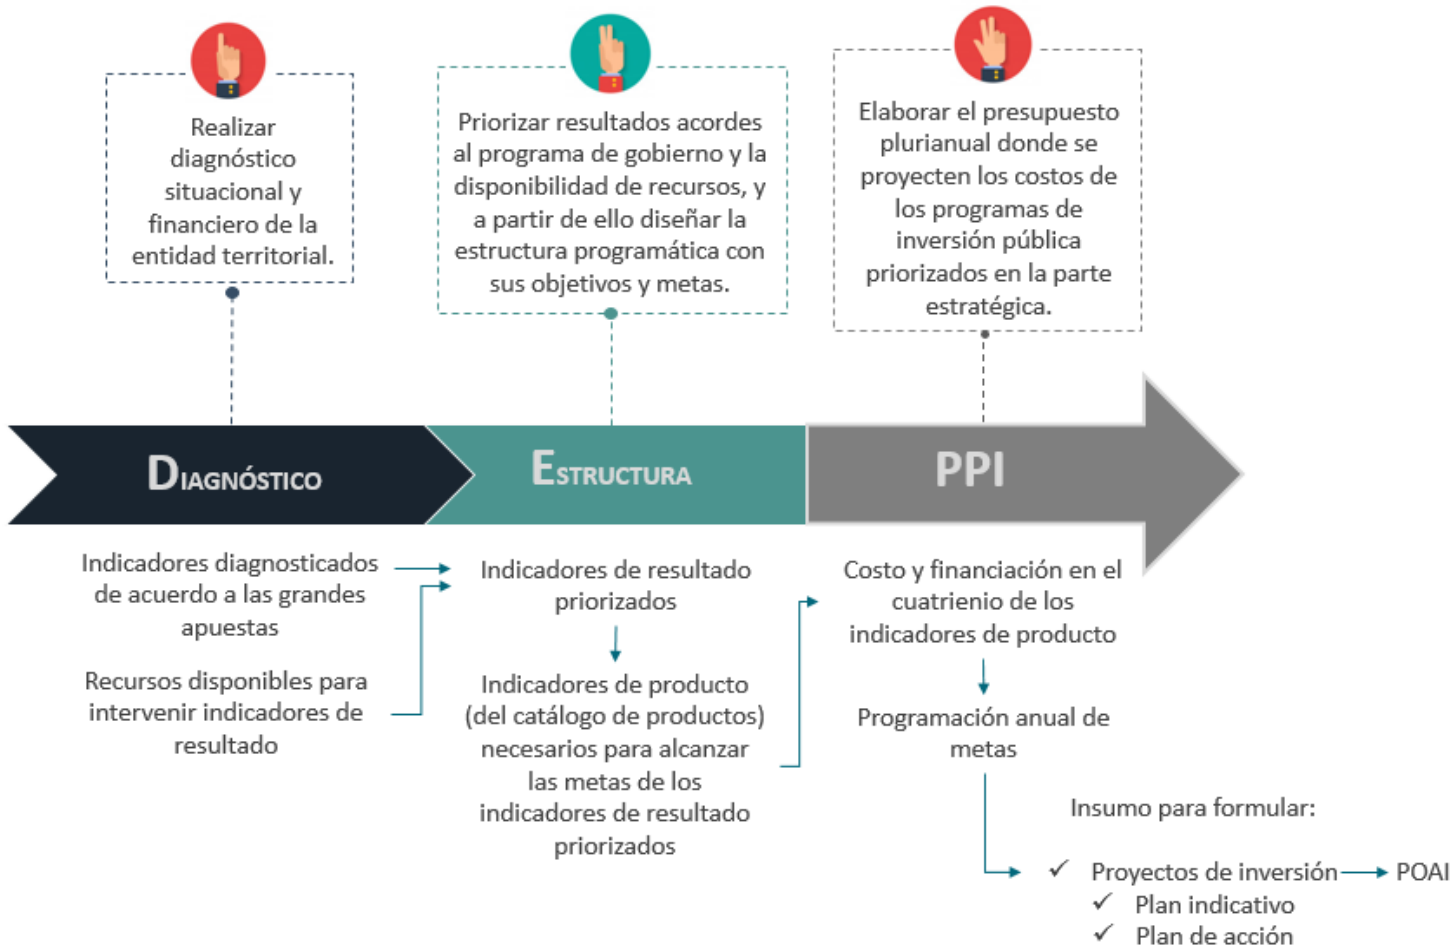 Realizar
diagnóstico
situacional y
financiero de la
entidad territorial.
Priorizar resultados acordes
al programa de gobierno y la
disponibilidad de recursos, y
a partir de ello diseñar la
estructura programática con
sus objetivos y metas.
Elaborar el presupuesto
plurianual donde se
proyecten los costos de
los programas de
inversión pública
priorizados en la parte
estratégica.
DIAGNÓSTICO
ESTRUCTURA
PPI
Indicadores diagnosticados
de acuerdo a las grandes
apuestas
Recursos disponibles para
intervenir indicadores de
resultado
Indicadores de resultado
priorizados
Indicadores de producto
(del catálogo de productos)
necesarios para alcanzar
las metas de los
indicadores de resultado
priorizados
Costo y financiación en el
cuatrienio de los
indicadores de producto
Programación anual de
metas
Insumo para formular:
✓ Proyectos de inversión
POAI
✓ Plan indicativo
✓ Plan de acción